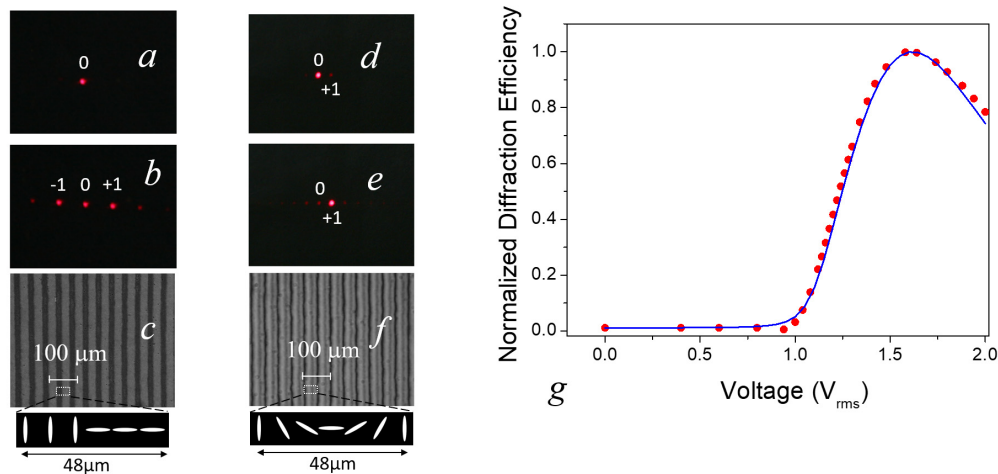 a
0
-1 0 +1
b
c
100 μm
48μm
d
0
+1
e
0
+1
f
100 μm
48μm
Normalized Diffraction Efficiency
1.0
0.8
0.6
0.4
0.2
0.0
0.0 0.5 1.0 1.5 2.0
g
Voltage (Vrms)